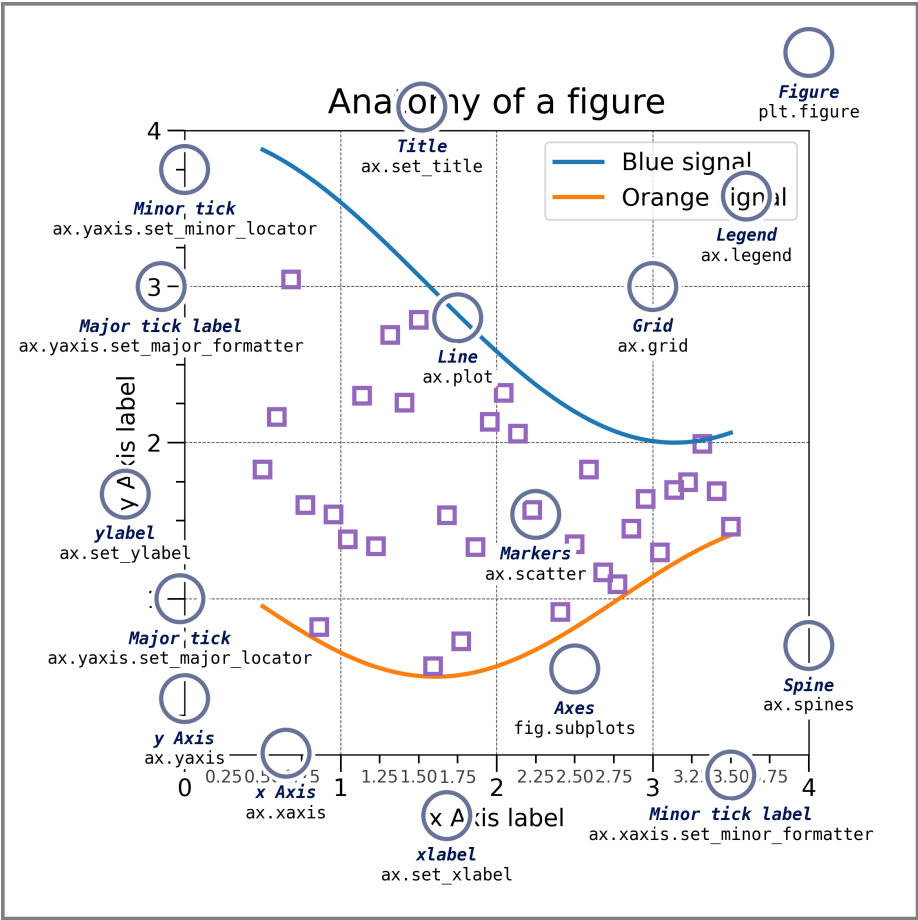 Figure
plt.figure
Anatomy of a figure
Title
ax.set_title
4
Blue signal
Orange signal
Legend
ax.legend
Minor tick
ax.yaxis.set_minor_locator
3
Major tick label
ax.yaxis.set_major_formatter
Grid
ax.grid
Line
ax.plot
y Axis label
2
ylabel
ax.set_ylabel
Markers
ax.scatter
Major tick
ax.yaxis.set_major_locator
Spine
ax.spines
Axes
fig.subplots
y Axis
ax.yaxis
0.25 1.25 1.50 1.75 2.25 2.50 2.75 3.50
0 1 2 3 4
x Axis
ax.xaxis
Minor tick label
ax.xaxis.set_minor_formatter
x Axis label
xlabel
ax.set_xlabel